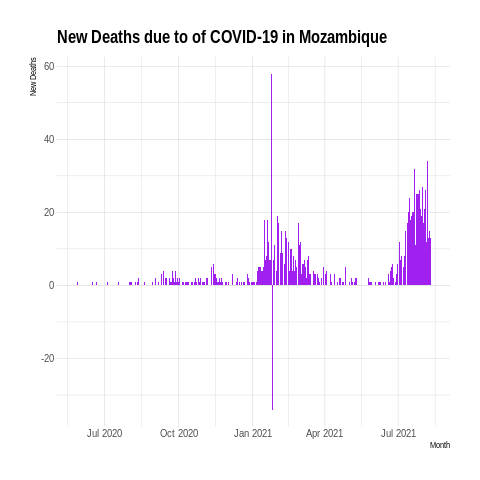 New Deaths due to of COVID-19 in Mozambique
New Deaths
60
40
20
0
-20
Jul 2020 Oct 2020 Jan 2021 Apr 2021 Jul 2021
Month